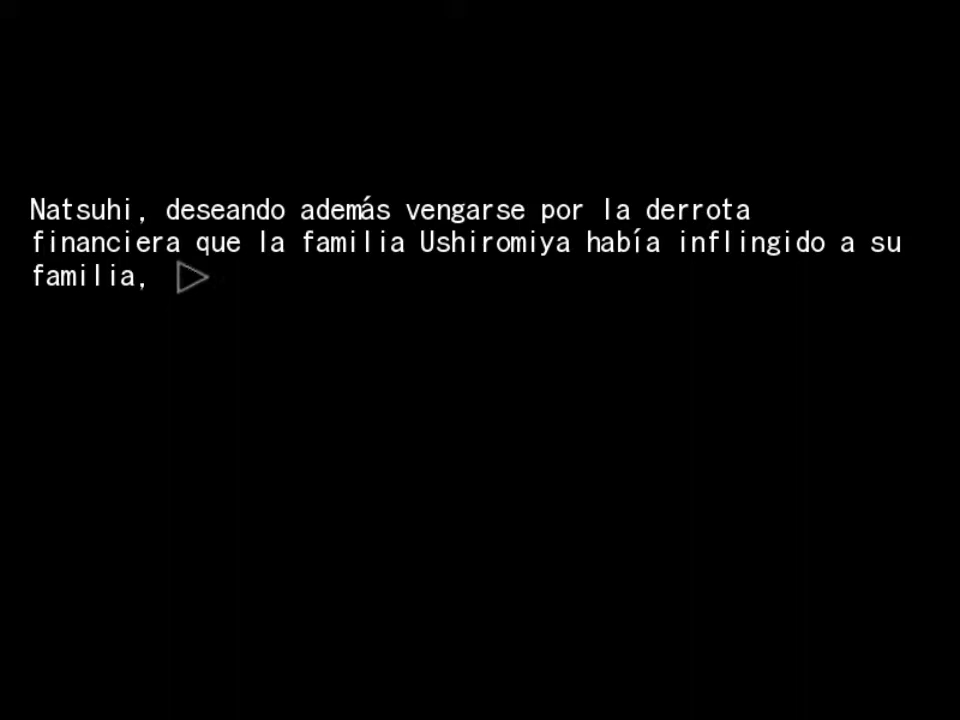 Natsuhi, deseando además vengarse por la derrota
financiera que la familia Ushiromiya había inflingido a su
familia,